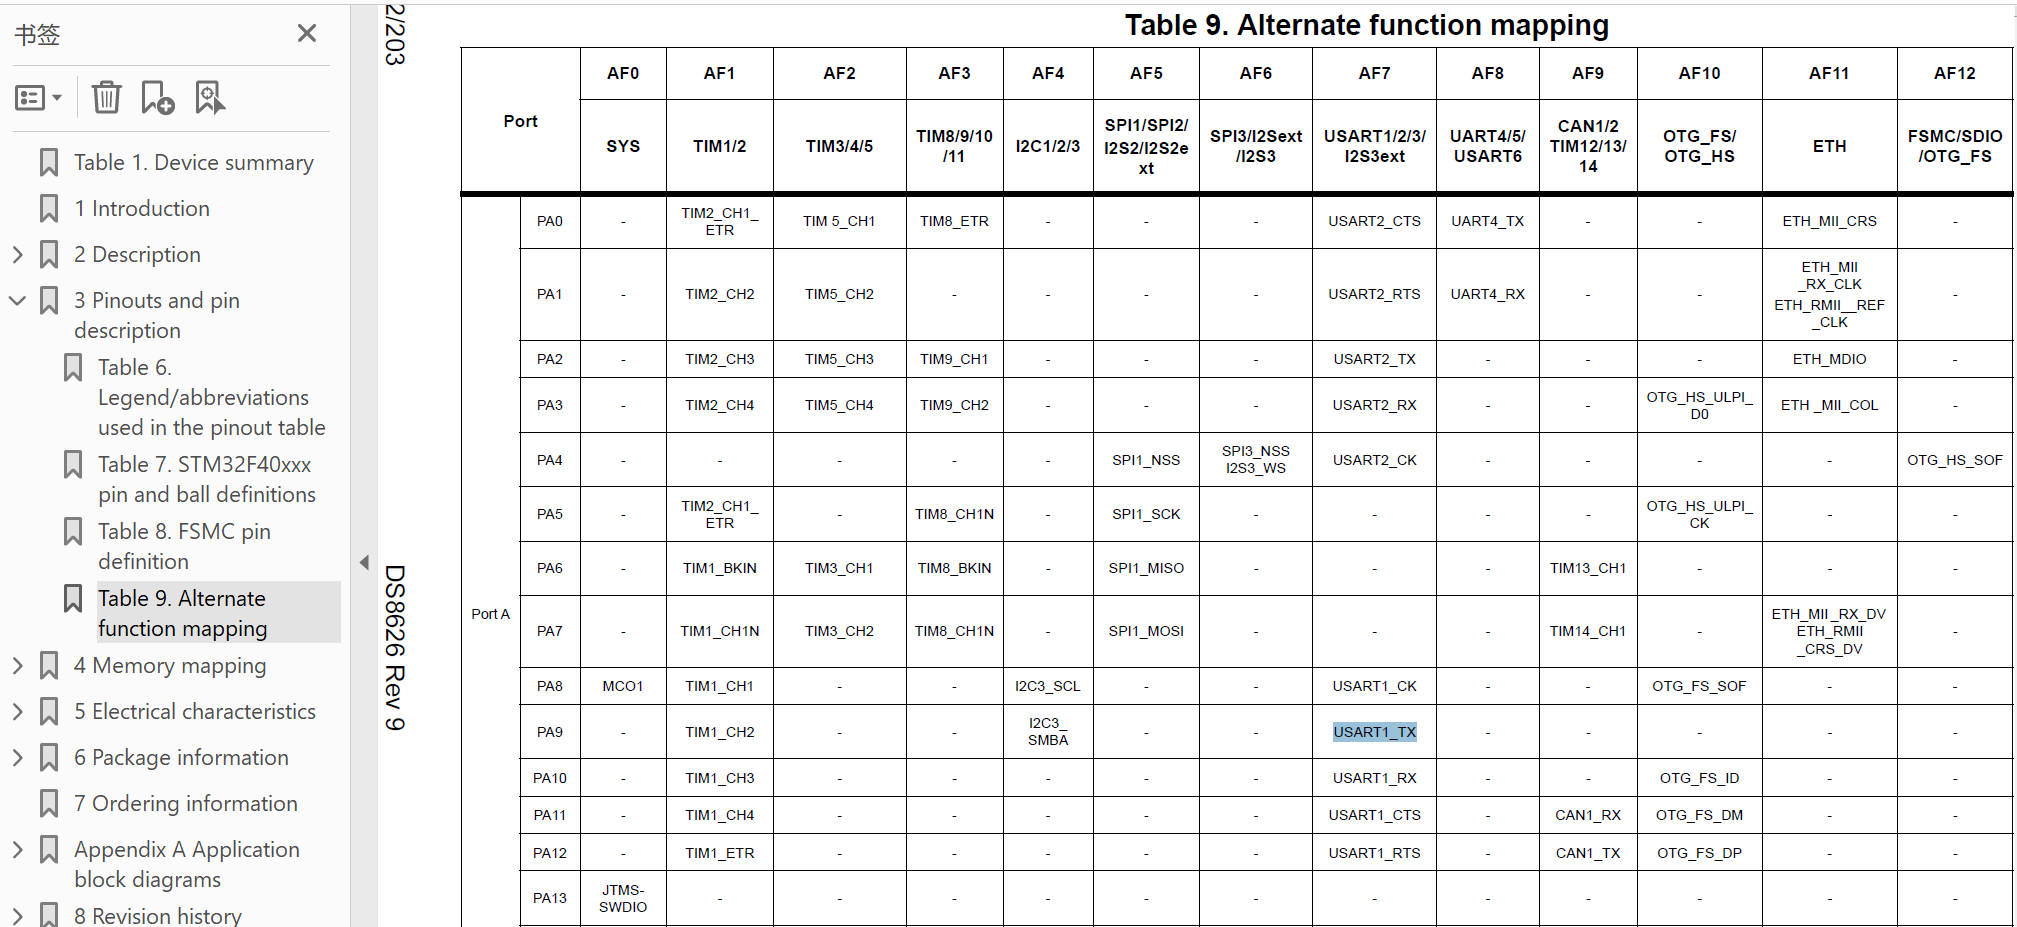 书签
Table 1. Device summary
1 Introduction
2 Description
3 Pinouts and pin
description
Table 6.
Legend/abbreviations
used in the pinout table
Table 7. STM32F40xxx
pin and ball definitions
Table 8. FSMC pin
definition
Table 9. Alternate
function mapping
4 Memory mapping
5 Electrical characteristics
6 Package information
7 Ordering information
Appendix A Application
block diagrams
8 Revision history
2/203
DS8626 Rev 9
Table 9. Alternate function mapping
Port AF0 AF1 AF2 AF3 AF4 AF5 AF6 AF7 AF8 AF9 AF10 AF11 AF12
SYS TIM1/2 TIM3/4/5 TIM8/9/10/11 I2C1/2/3 SPI1/SPI2/I2S2/I2S2ext SPI3/I2Sext/I2S3 USART1/2/3/I2S3ext UART4/5/USART6 CAN1/2 TIM12/13/14 OTG_FS/OTG_HS ETH FSMC/SDIO/OTG_FS
Port A
PA0 - TIM2_CH1_ETR TIM 5_CH1 TIM8_ETR - - - USART2_CTS UART4_TX - - ETH_MII_CRS -
PA1 - TIM2_CH2 TIM5_CH2 - - - - USART2_RTS UART4_RX - - ETH_MII_RX_CLK ETH_RMII__REF_CLK -
PA2 - TIM2_CH3 TIM5_CH3 TIM9_CH1 - - - USART2_TX - - - ETH_MDIO -
PA3 - TIM2_CH4 TIM5_CH4 TIM9_CH2 - - - USART2_RX - - OTG_HS_ULPI_D0 ETH _MII_COL -
PA4 - - - - - SPI1_NSS SPI3_NSS I2S3_WS USART2_CK - - - - OTG_HS_SOF
PA5 - TIM2_CH1_ETR - TIM8_CH1N - SPI1_SCK - - - - OTG_HS_ULPI_CK - -
PA6 - TIM1_BKIN TIM3_CH1 TIM8_BKIN - SPI1_MISO - - - TIM13_CH1 - - -
PA7 - TIM1_CH1N TIM3_CH2 TIM8_CH1N - SPI1_MOSI - - - TIM14_CH1 - ETH_MII_RX_DV ETH_RMII_CRS_DV -
PA8 MCO1 TIM1_CH1 - - I2C3_SCL - - USART1_CK - - OTG_FS_SOF - -
PA9 - TIM1_CH2 - - I2C3_SMBA - - USART1_TX - - - - -
PA10 - TIM1_CH3 - - - - - USART1_RX - - OTG_FS_ID - -
PA11 - TIM1_CH4 - - - - - USART1_CTS - CAN1_RX OTG_FS_DM - -
PA12 - TIM1_ETR - - - - - USART1_RTS - CAN1_TX OTG_FS_DP - -
PA13 JTMS-SWDIO - - - - - - - - - - - -